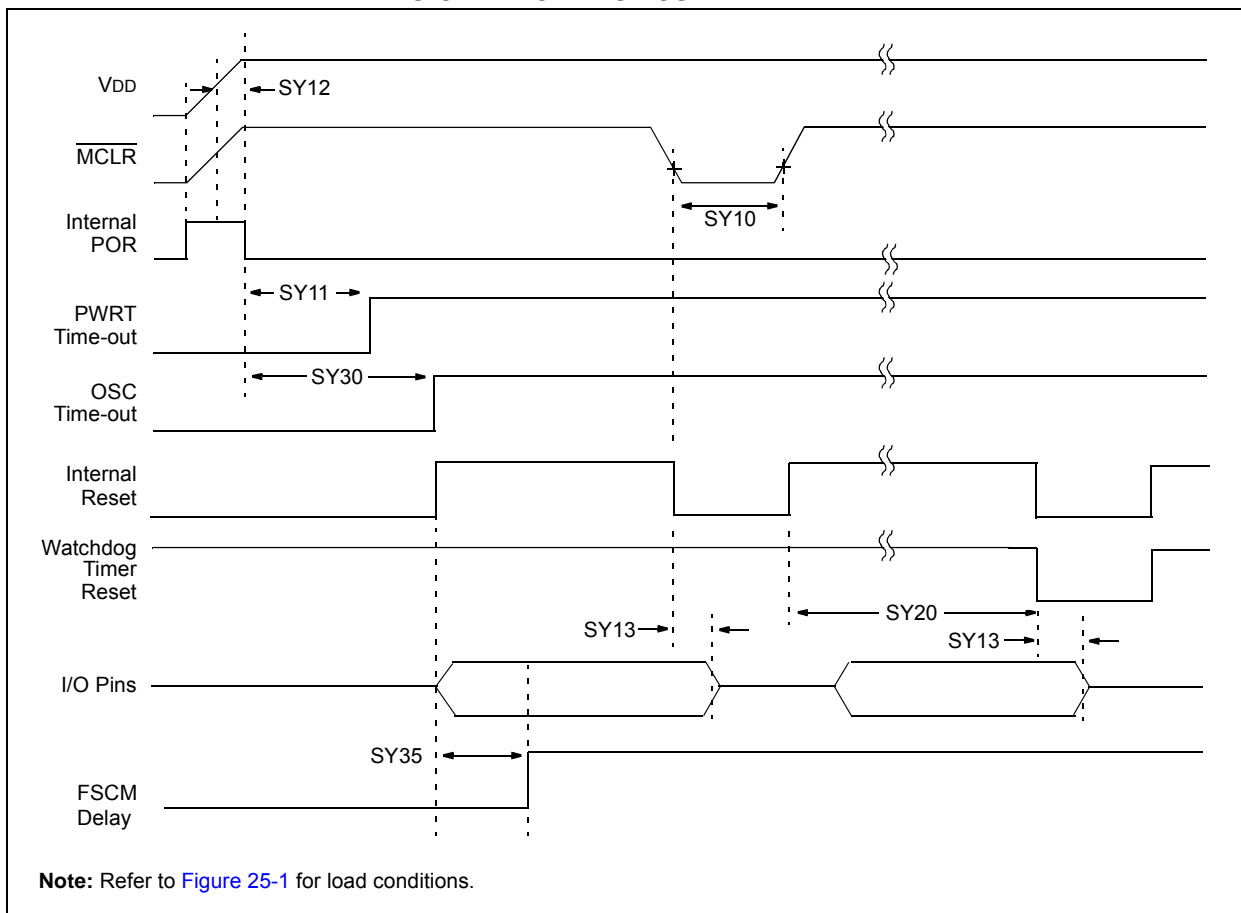 VDD
SY12
MCLR
SY10
Internal
POR
SY11
PWRT
Time-out
SY30
OSC
Time-out
Internal
Reset
Watchdog
Timer
Reset
SY20
SY13
SY13
I/O Pins
SY35
FSCM
Delay
Note: Refer to Figure 25-1 for load conditions.